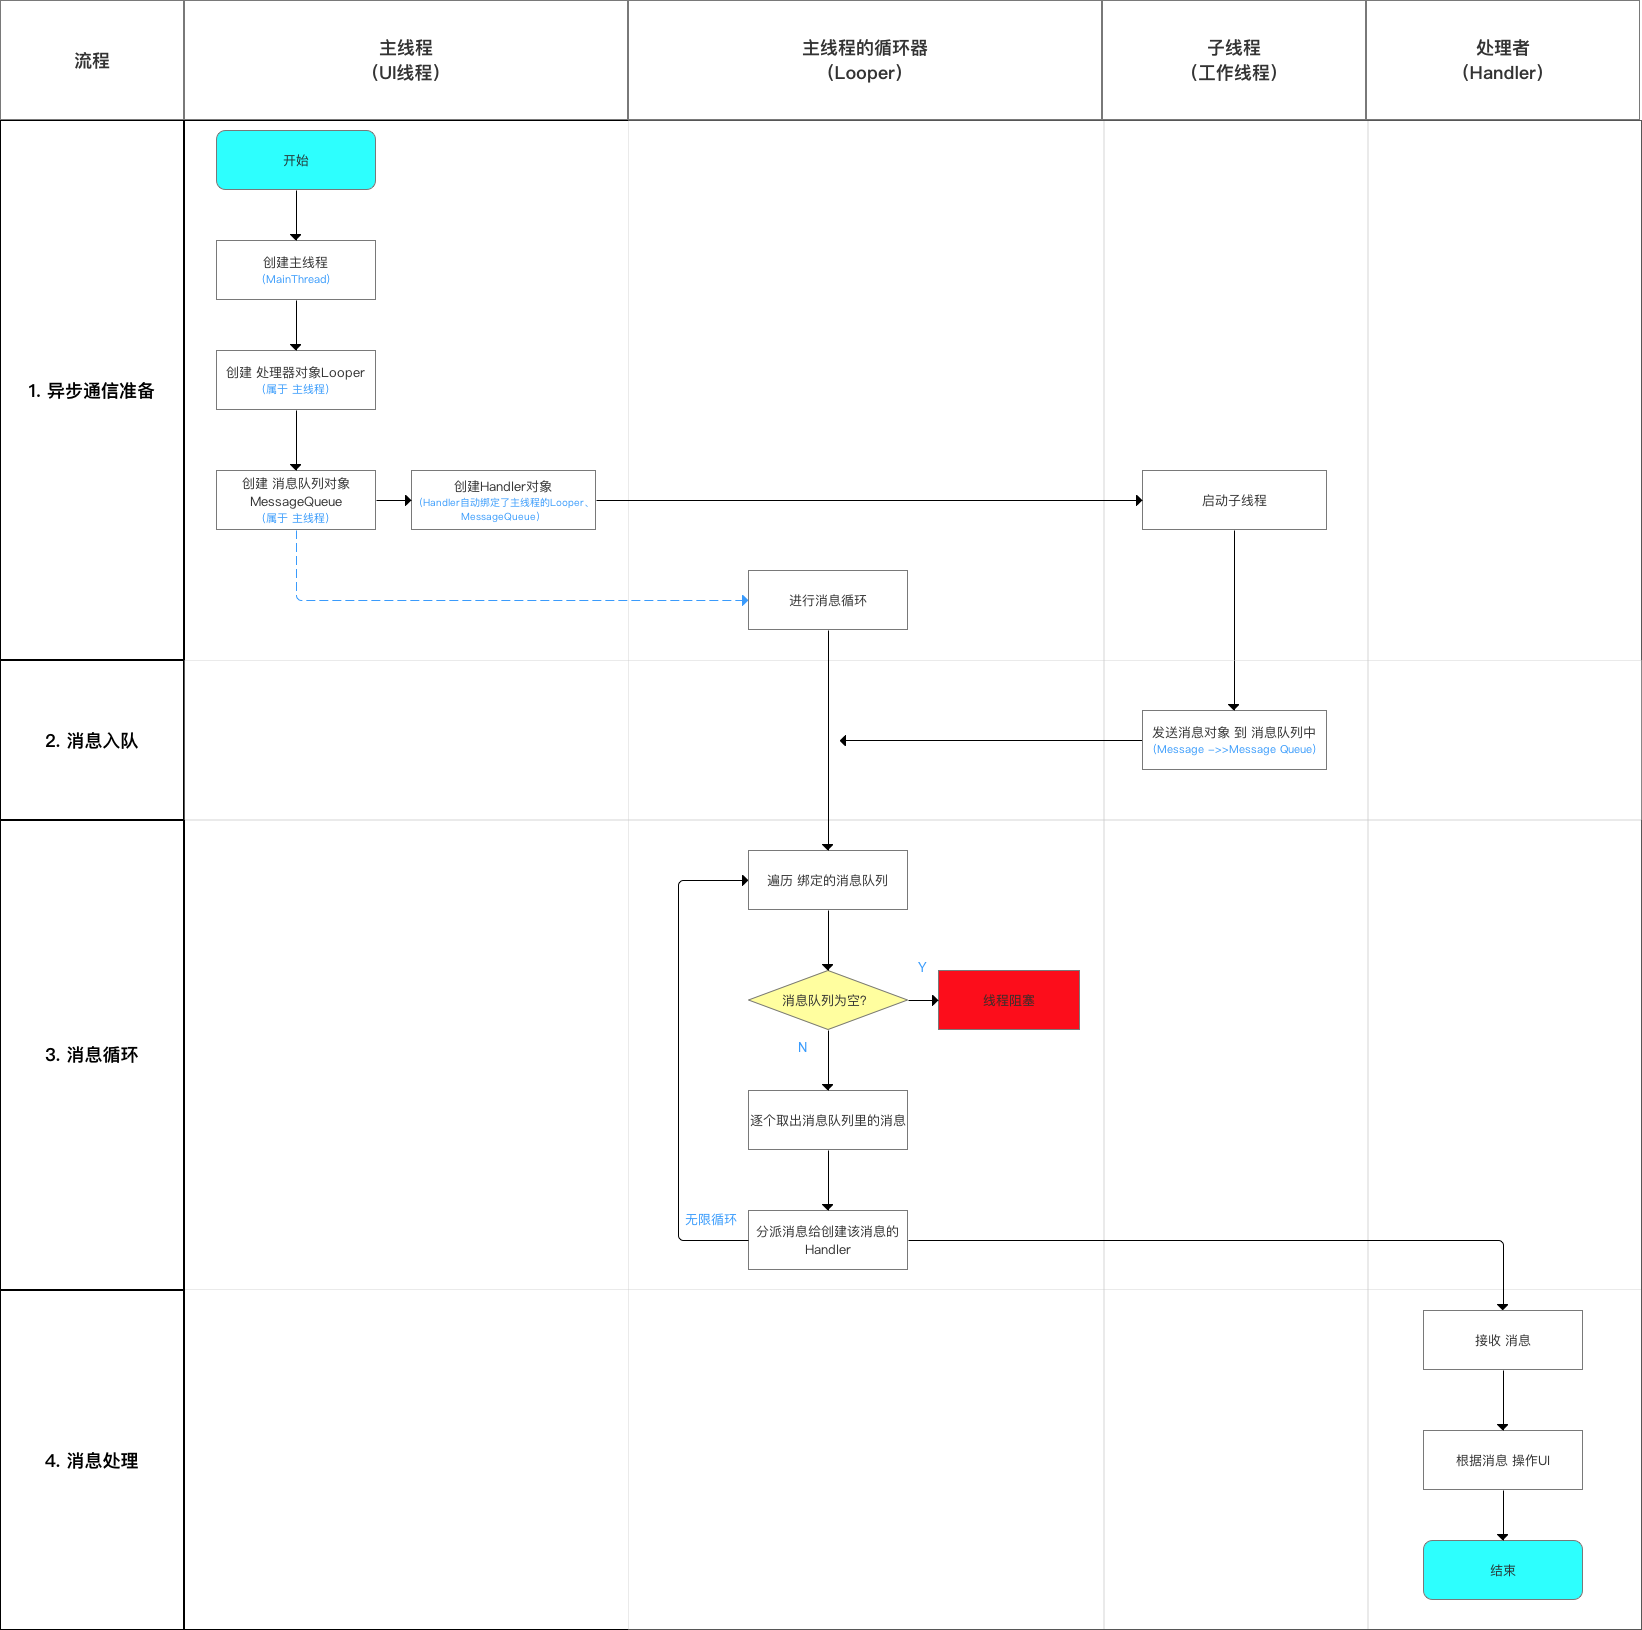 流程
主线程
（UI线程）
主线程的循环器
（Looper）
子线程
（工作线程）
处理者
（Handler）
1. 异步通信准备
开始
创建主线程
（MainThread）
创建 处理器对象Looper
（属于 主线程）
创建 消息队列对象
MessageQueue
（属于 主线程）
创建Handler对象
（Handler自动绑定了主线程的Looper、
MessageQueue）
启动子线程
进行消息循环
2. 消息入队
发送消息对象 到 消息队列中
（Message ->>Message Queue）
3. 消息循环
遍历 绑定的消息队列
消息队列为空?
Y
线程阻塞
N
逐个取出消息队列里的消息
无限循环
分派消息给创建该消息的
Handler
4. 消息处理
接收 消息
根据消息 操作UI
结束